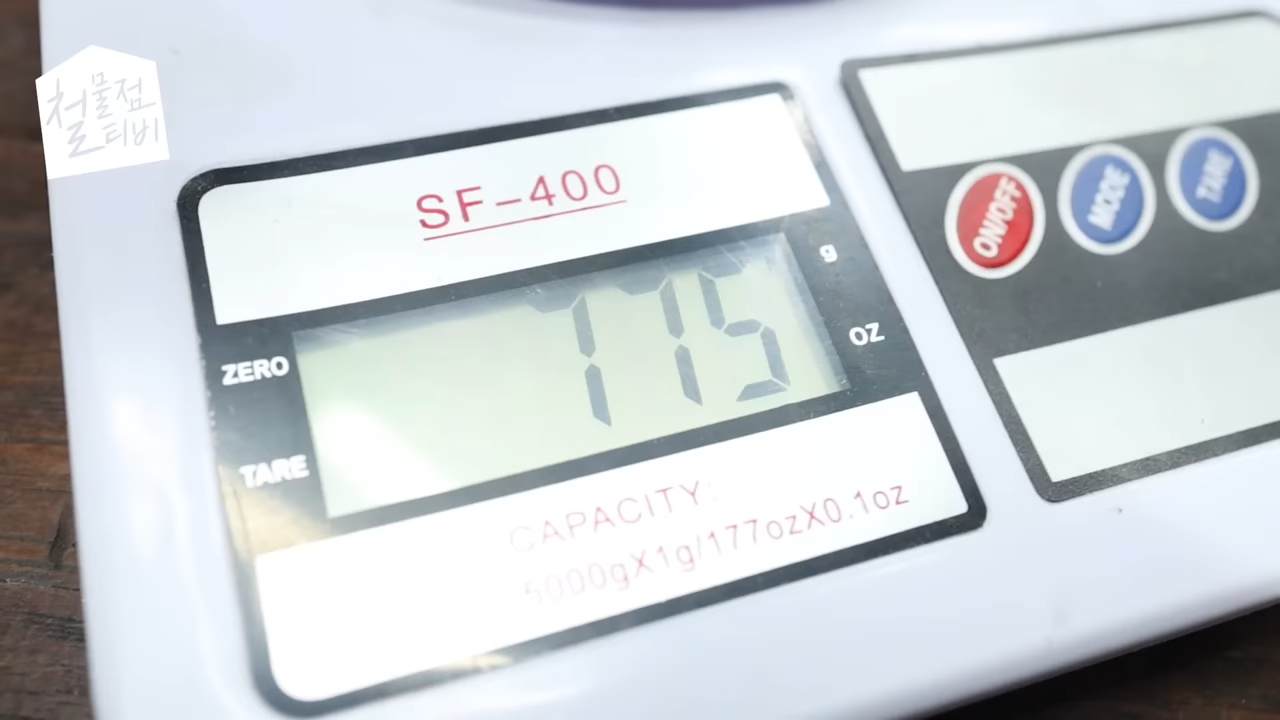 철물점
티비
SF-400
775
g
OZ
ZERO
TARE
CAPACITY:
5000gX1g/177ozX0.1oz
ON/OFF
MODE
TARE